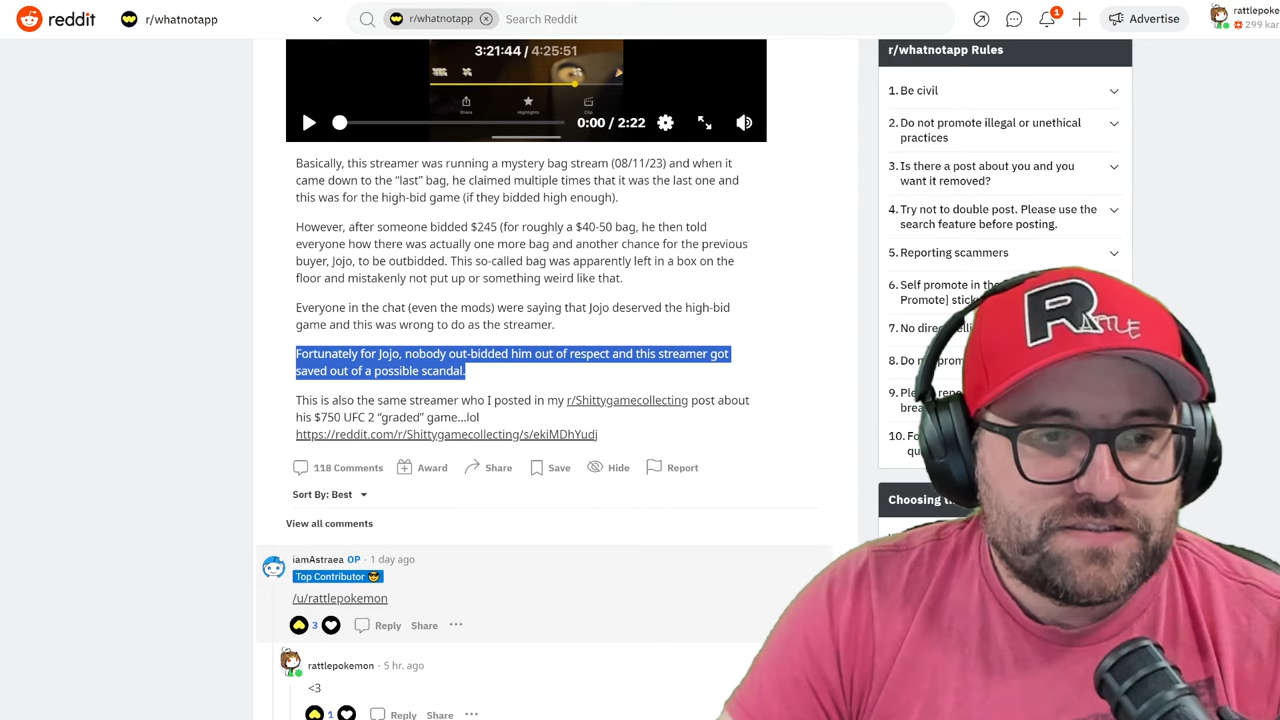 reddit
r/whatnotapp
r/whatnotapp
Search Reddit
1
Advertise
rattlepoke
299 kar
3:21:44 / 4:25:51
Share
Highlights
Clip
0:00 / 2:22
Basically, this streamer was running a mystery bag stream (08/11/23) and when it
came down to the “last” bag, he claimed multiple times that it was the last one and
this was for the high-bid game (if they bidded high enough).
However, after someone bidded $245 (for roughly a $40-50 bag, he then told
everyone how there was actually one more bag and another chance for the previous
buyer, Jojo, to be outbidded. This so-called bag was apparently left in a box on the
floor and mistakenly not put up or something weird like that.
Everyone in the chat (even the mods) were saying that Jojo deserved the high-bid
game and this was wrong to do as the streamer.
Fortunately for Jojo, nobody out-bidded him out of respect and this streamer got
saved out of a possible scandal.
This is also the same streamer who I posted in my r/Shittygamecollecting post about
his $750 UFC 2 “graded” game...lol
https://reddit.com/r/Shittygamecollecting/s/ekiMDhYudj
118 Comments
Award
Share
Save
Hide
Report
Sort By: Best
View all comments
iamAstraea OP · 1 day ago
Top Contributor
/u/rattlepokemon
3
Reply
Share
rattlepokemon · 5 hr. ago
<3
1
Reply
Share
r/whatnotapp Rules
1. Be civil
2. Do not promote illegal or unethical
practices
3. Is there a post about you and you
want it removed?
4. Try not to double post. Please use the
search feature before posting.
5. Reporting scammers
6. Self promote in the
Promote] stick
7. No dire
8. Do prom
9. Pl rep
brea
10. Fo
qu
Choosing t
RATTLE